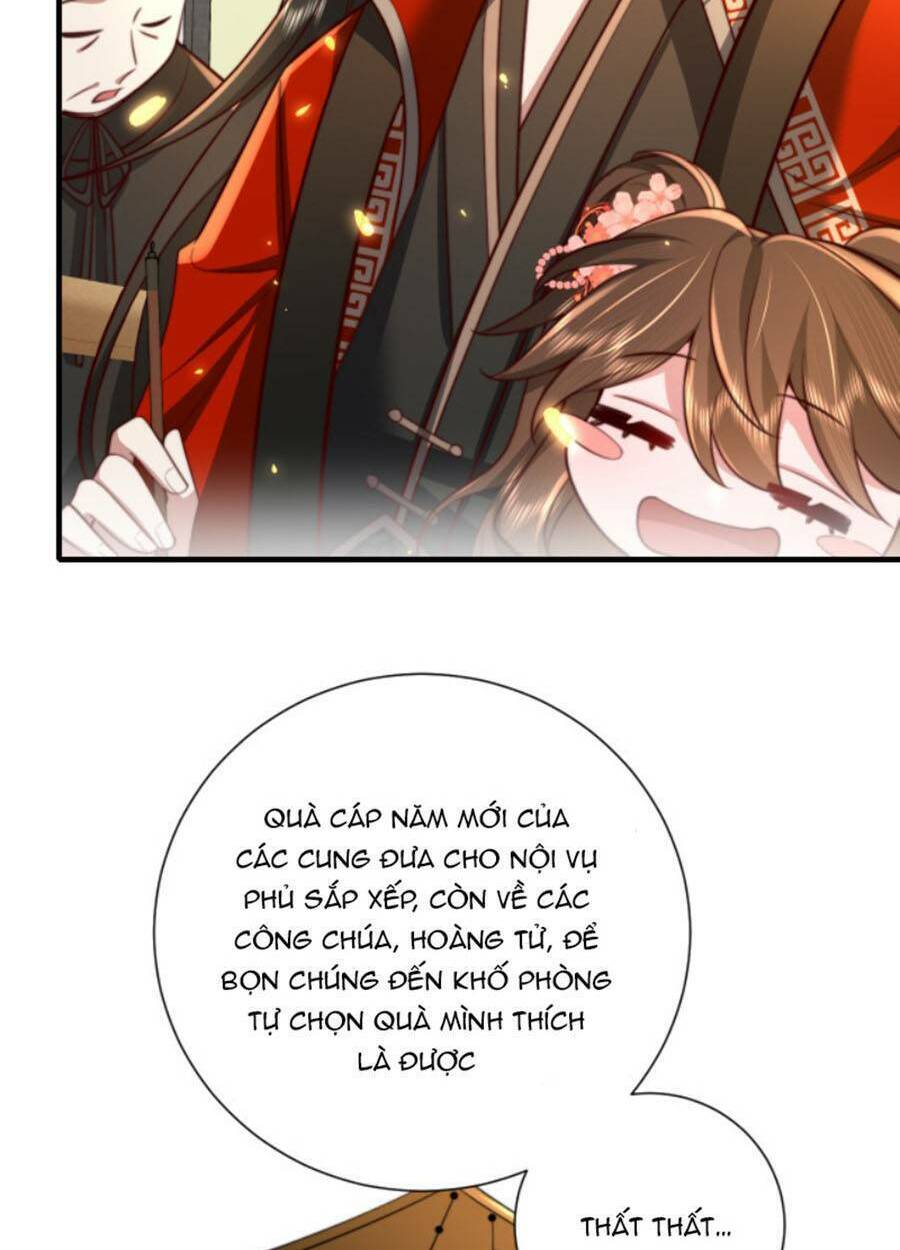 QUÀ CÁP NĂM MỚI CỦA
CÁC CUNG ĐƯA CHO NỘI VỤ
PHỦ SẮP XẾP, CÒN VỀ CÁC
CÔNG CHÚA, HOÀNG TỬ, ĐỂ
BỌN CHÚNG ĐẾN KHỐ PHÒNG
TỰ CHỌN QUÀ MÌNH THÍCH
LÀ ĐƯỢC
THẤT THẤT...